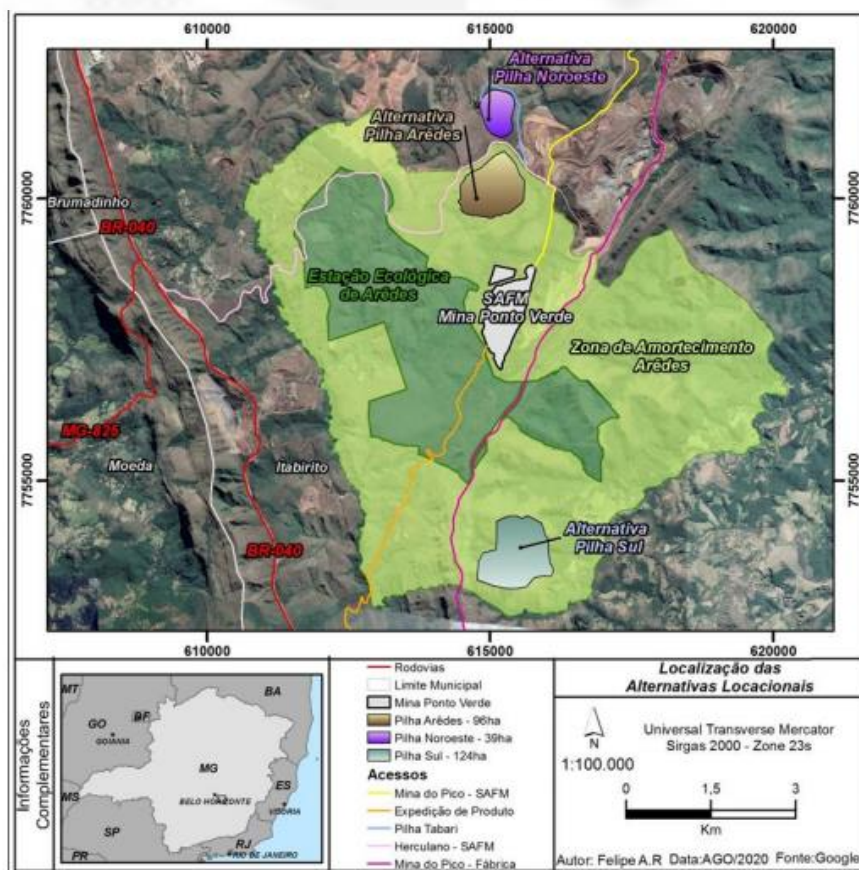 610000 615000 620000
Alternativa
Pilha Noroeste
Alternativa
Pilha Arêdes
7760000
7760000
Brumadinho
BR-040
Estação Ecológica
de Arêdes
SAFM
Mina Ponto Verde
Zona de Amortecimento
Arêdes
MG-825
Moeda
Itabirito
7755000
7755000
Alternativa
Pilha Sul
BR-040
610000 615000 620000
Informações
Complementares
MT
BA
GO
DF
GOIANIA
MG
MS
BELO HORIZONTE
ES
VITORIA
SP
RJ
RIO DE JANEIRO
PR
Rodovias
Limite Municipal
Mina Ponto Verde
Pilha Arêdes - 96ha
Pilha Noroeste - 39ha
Pilha Sul - 124ha
Acessos
Mina do Pico - SAFM
Expedição de Produto
Pilha Tabari
Herculano - SAFM
Mina do Pico - Fábrica
Localização das
Alternativas Locacionais
N
1:100.000
Universal Transverse Mercator
Sirgas 2000 - Zone 23s
0 1,5 3
Km
Autor: Felipe A.R Data:AGO/2020 Fonte:Google